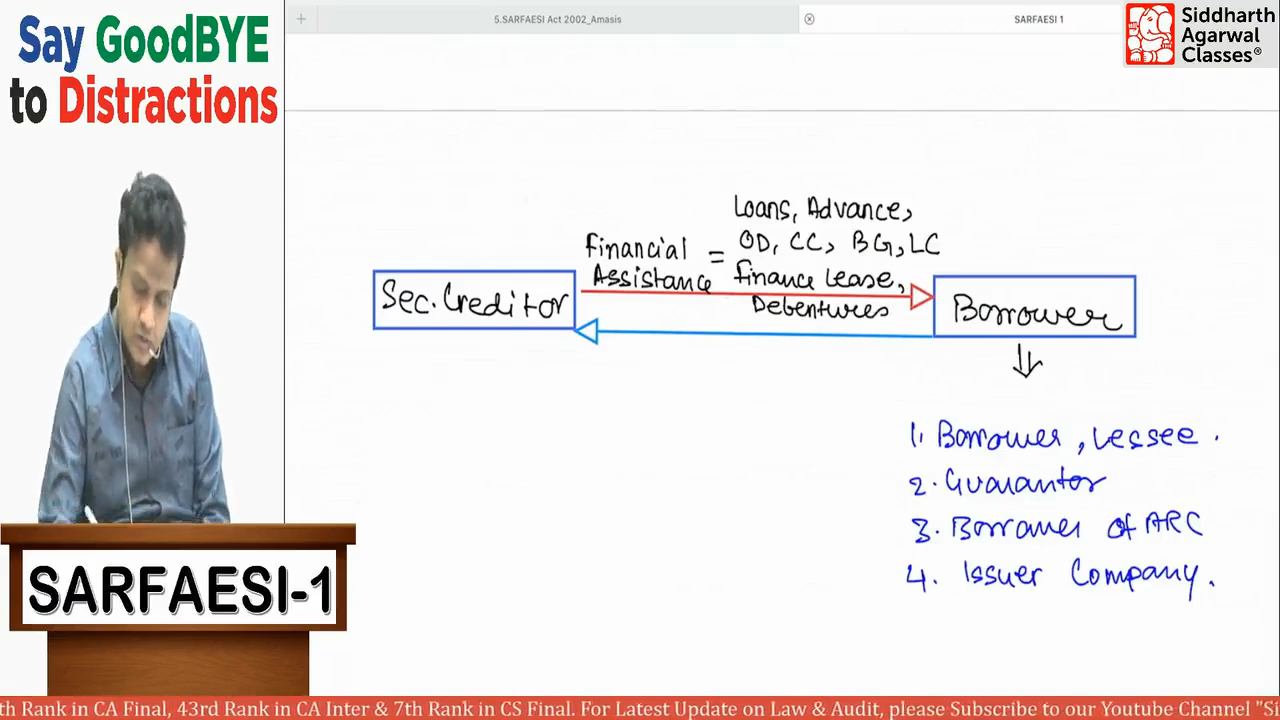 Say GoodBYE
to Distractions
5.SARFAESI Act 2002_Amasis
SARFAESI 1
Siddharth
Agarwal
Classes®
Loans, Advance,
Financial = OD, CC, BG, LC
Assistance Finance Lease,
Debentures
Sec. Creditor
Borrower
1. Borrower, Lessee.
2. Guarantor
3. Borrower of ARC
4. Issuer Company.
SARFAESI-1
th Rank in CA Final, 43rd Rank in CA Inter & 7th Rank in CS Final. For Latest Update on Law & Audit, please Subscribe to our Youtube Channel "Si